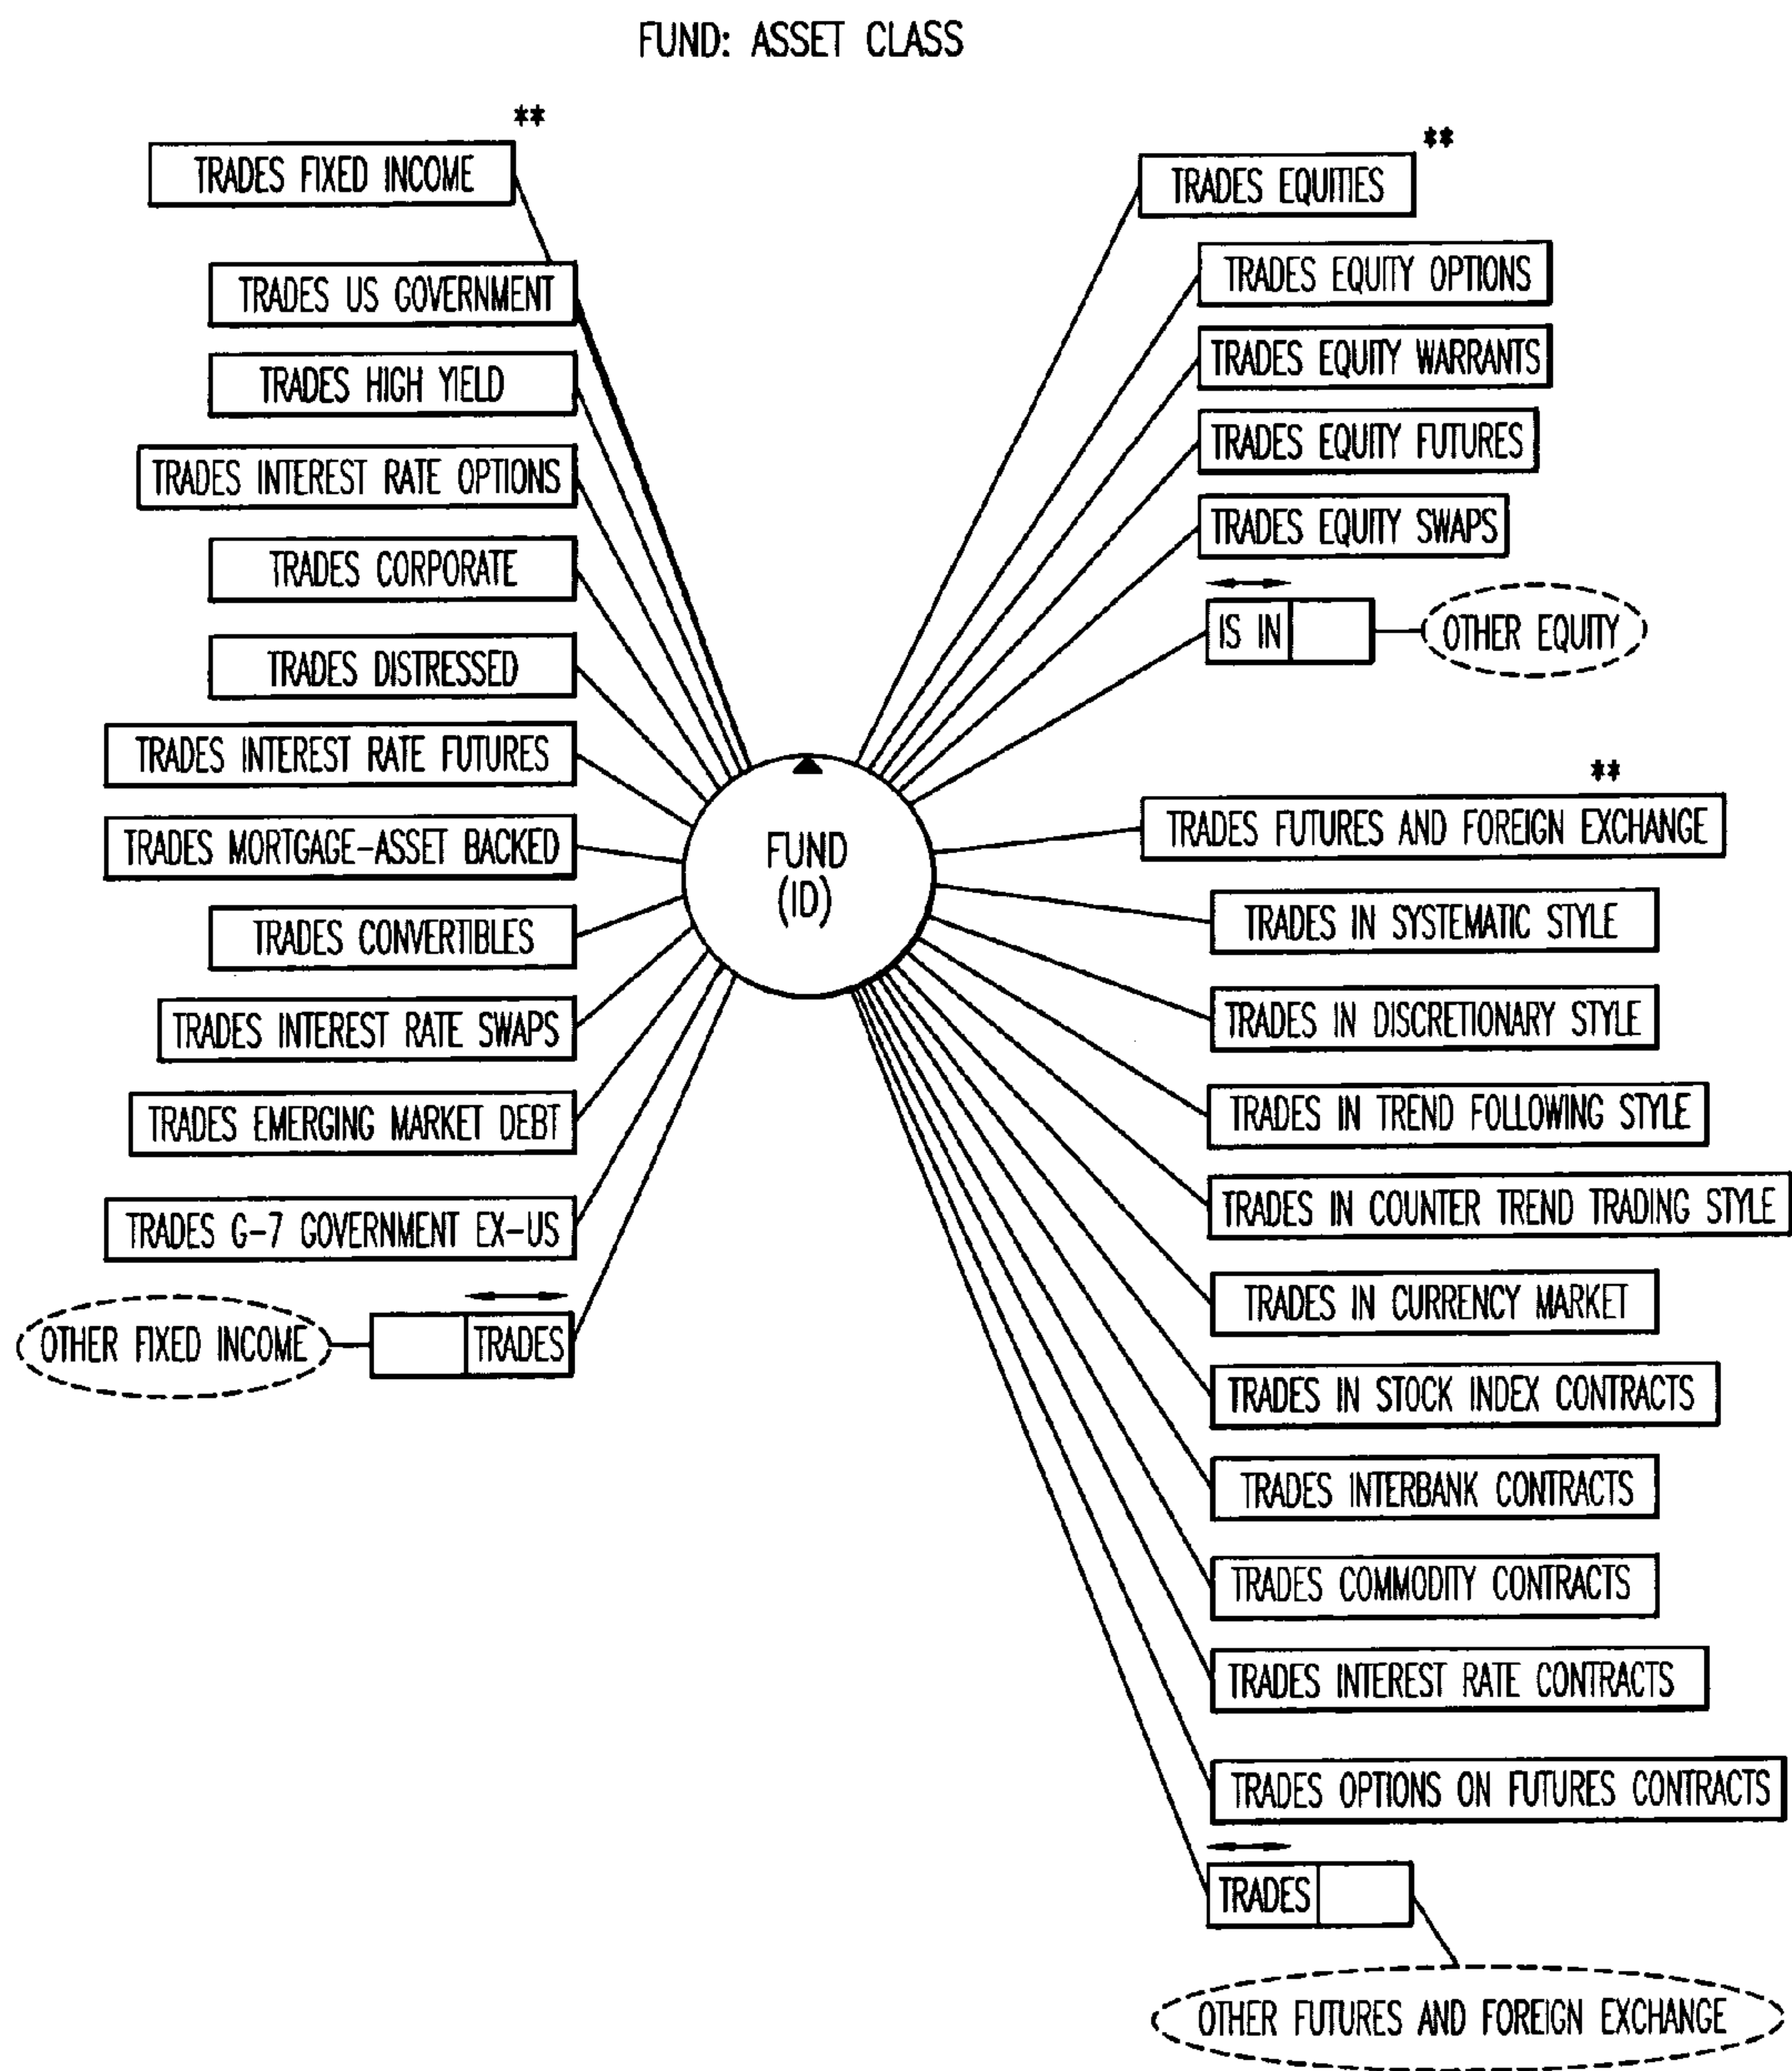 FUND: ASSET CLASS
**
TRADES FIXED INCOME
TRADES US GOVERNMENT
TRADES HIGH YIELD
TRADES INTEREST RATE OPTIONS
TRADES CORPORATE
TRADES DISTRESSED
TRADES INTEREST RATE FUTURES
TRADES MORTGAGE-ASSET BACKED
TRADES CONVERTIBLES
TRADES INTEREST RATE SWAPS
TRADES EMERGING MARKET DEBT
TRADES G-7 GOVERNMENT EX-US
OTHER FIXED INCOME
TRADES
FUND
(ID)
**
TRADES EQUITIES
TRADES EQUITY OPTIONS
TRADES EQUITY WARRANTS
TRADES EQUITY FUTURES
TRADES EQUITY SWAPS
IS IN
OTHER EQUITY
**
TRADES FUTURES AND FOREIGN EXCHANGE
TRADES IN SYSTEMATIC STYLE
TRADES IN DISCRETIONARY STYLE
TRADES IN TREND FOLLOWING STYLE
TRADES IN COUNTER TREND TRADING STYLE
TRADES IN CURRENCY MARKET
TRADES IN STOCK INDEX CONTRACTS
TRADES INTERBANK CONTRACTS
TRADES COMMODITY CONTRACTS
TRADES INTEREST RATE CONTRACTS
TRADES OPTIONS ON FUTURES CONTRACTS
TRADES
OTHER FUTURES AND FOREIGN EXCHANGE